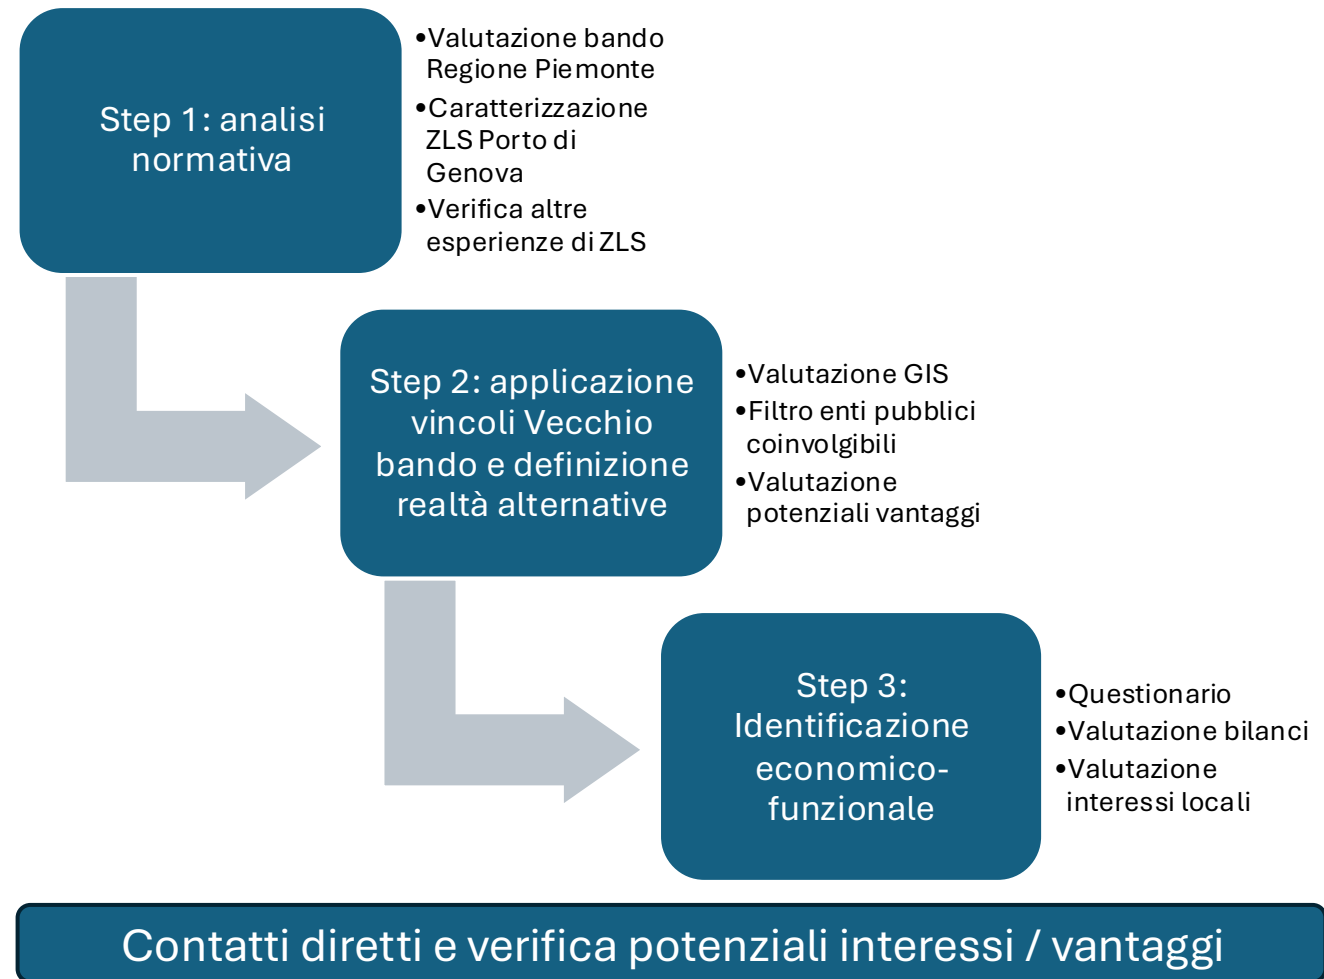 Step 1: analisi
normativa
•Valutazione bando
Regione Piemonte
•Caratterizzazione
ZLS Porto di
Genova
•Verifica altre
esperienze di ZLS
Step 2: applicazione
vincoli Vecchio
bando e definizione
realtà alternative
•Valutazione GIS
•Filtro enti pubblici
coinvolgibili
•Valutazione
potenziali vantaggi
Step 3:
Identificazione
economico-
funzionale
•Questionario
•Valutazione bilanci
•Valutazione
interessi locali
Contatti diretti e verifica potenziali interessi / vantaggi